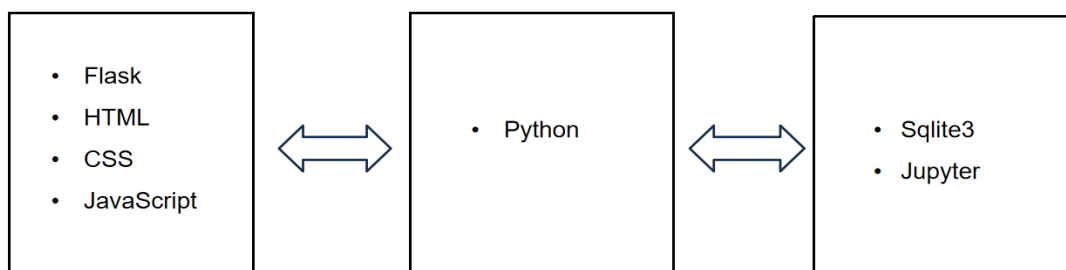 • Flask
• HTML
• CSS
• JavaScript
• Python
• Sqlite3
• Jupyter